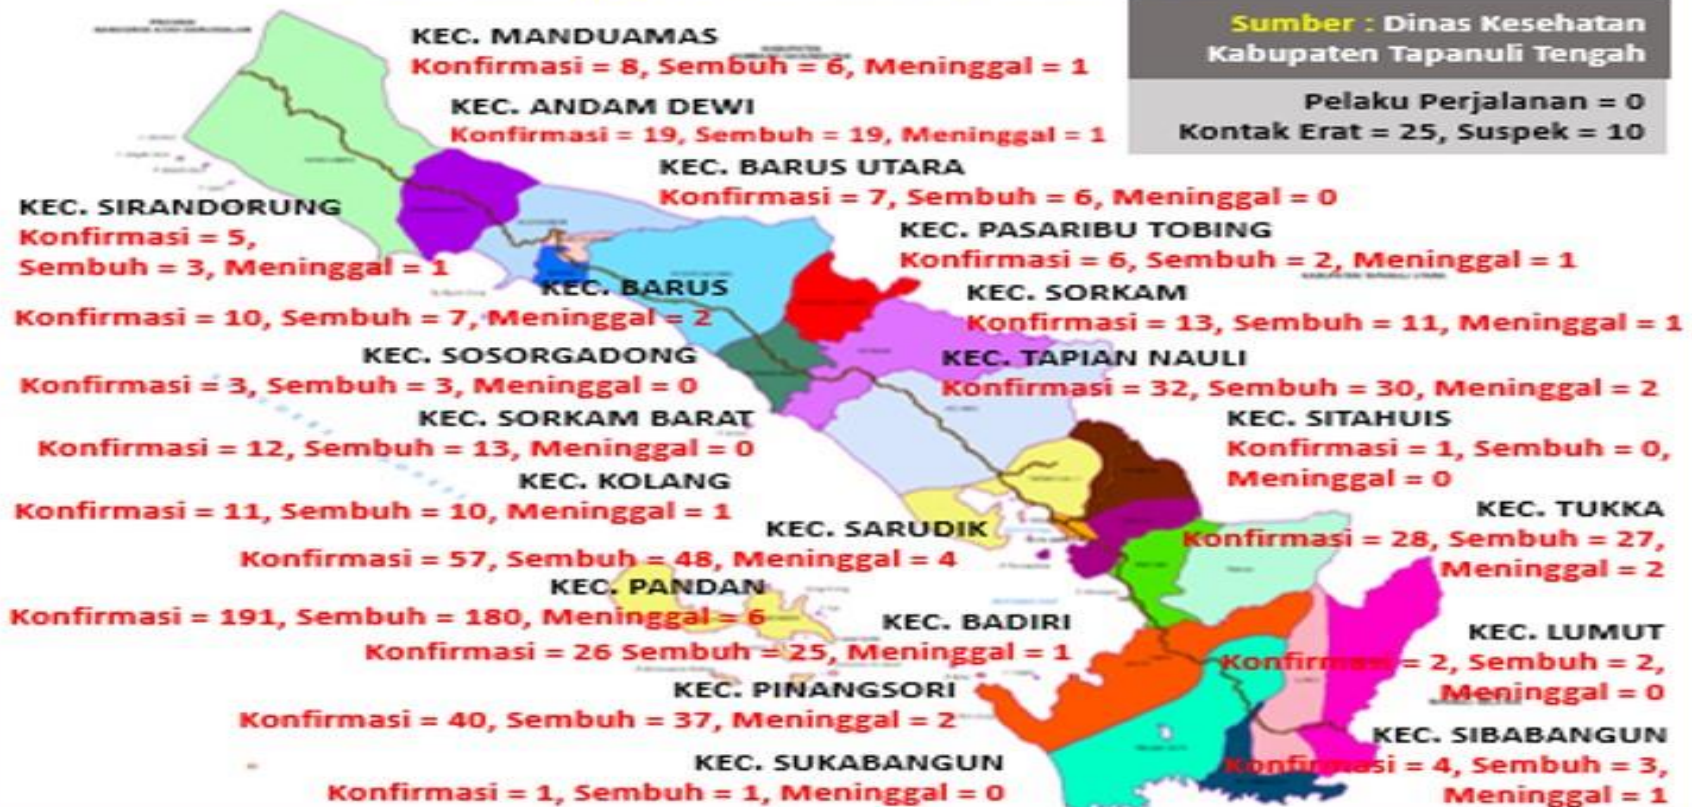 Sumber : Dinas Kesehatan
Kabupaten Tapanuli Tengah
Pelaku Perjalanan = 0
Kontak Erat = 25, Suspek = 10
KEC. MANDUAMAS
Konfirmasi = 8, Sembuh = 6, Meninggal = 1
KEC. ANDAM DEWI
Konfirmasi = 19, Sembuh = 19, Meninggal = 1
KEC. BARUS UTARA
Konfirmasi = 7, Sembuh = 6, Meninggal = 0
KEC. SIRANDORUNG
Konfirmasi = 5,
Sembuh = 3, Meninggal = 1
KEC. PASARIBU TOBING
Konfirmasi = 6, Sembuh = 2, Meninggal = 1
KEC. BARUS
Konfirmasi = 10, Sembuh = 7, Meninggal = 2
KEC. SORKAM
Konfirmasi = 13, Sembuh = 11, Meninggal = 1
KEC. SOSORGADONG
Konfirmasi = 3, Sembuh = 3, Meninggal = 0
KEC. TAPIAN NAULI
Konfirmasi = 32, Sembuh = 30, Meninggal = 2
KEC. SORKAM BARAT
Konfirmasi = 12, Sembuh = 13, Meninggal = 0
KEC. SITAHUIS
Konfirmasi = 1, Sembuh = 0,
Meninggal = 0
KEC. KOLANG
Konfirmasi = 11, Sembuh = 10, Meninggal = 1
KEC. TUKKA
Konfirmasi = 28, Sembuh = 27,
Meninggal = 2
KEC. SARUDIK
Konfirmasi = 57, Sembuh = 48, Meninggal = 4
KEC. PANDAN
Konfirmasi = 191, Sembuh = 180, Meninggal = 6
KEC. BADIRI
Konfirmasi = 26 Sembuh = 25, Meninggal = 1
KEC. LUMUT
Konfirmasi = 2, Sembuh = 2,
Meninggal = 0
KEC. PINANGSORI
Konfirmasi = 40, Sembuh = 37, Meninggal = 2
KEC. SIBABANGUN
Konfirmasi = 4, Sembuh = 3,
Meninggal = 1
KEC. SUKABANGUN
Konfirmasi = 1, Sembuh = 1, Meninggal = 0